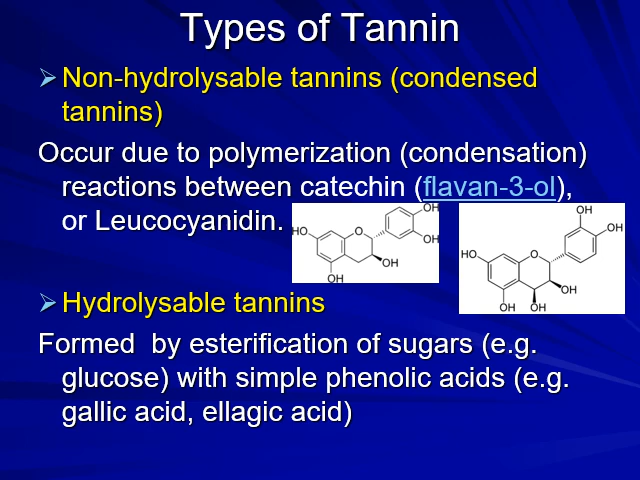 Types of Tannin
Non-hydrolysable tannins (condensed
tannins)
Occur due to polymerization (condensation)
reactions between catechin (flavan-3-ol),
or Leucocyanidin.
OH
HO
O
OH
OH
OH
OH
OH
HO
O
OH
OH
OH
Hydrolysable tannins
Formed by esterification of sugars (e.g.
glucose) with simple phenolic acids (e.g.
gallic acid, ellagic acid)